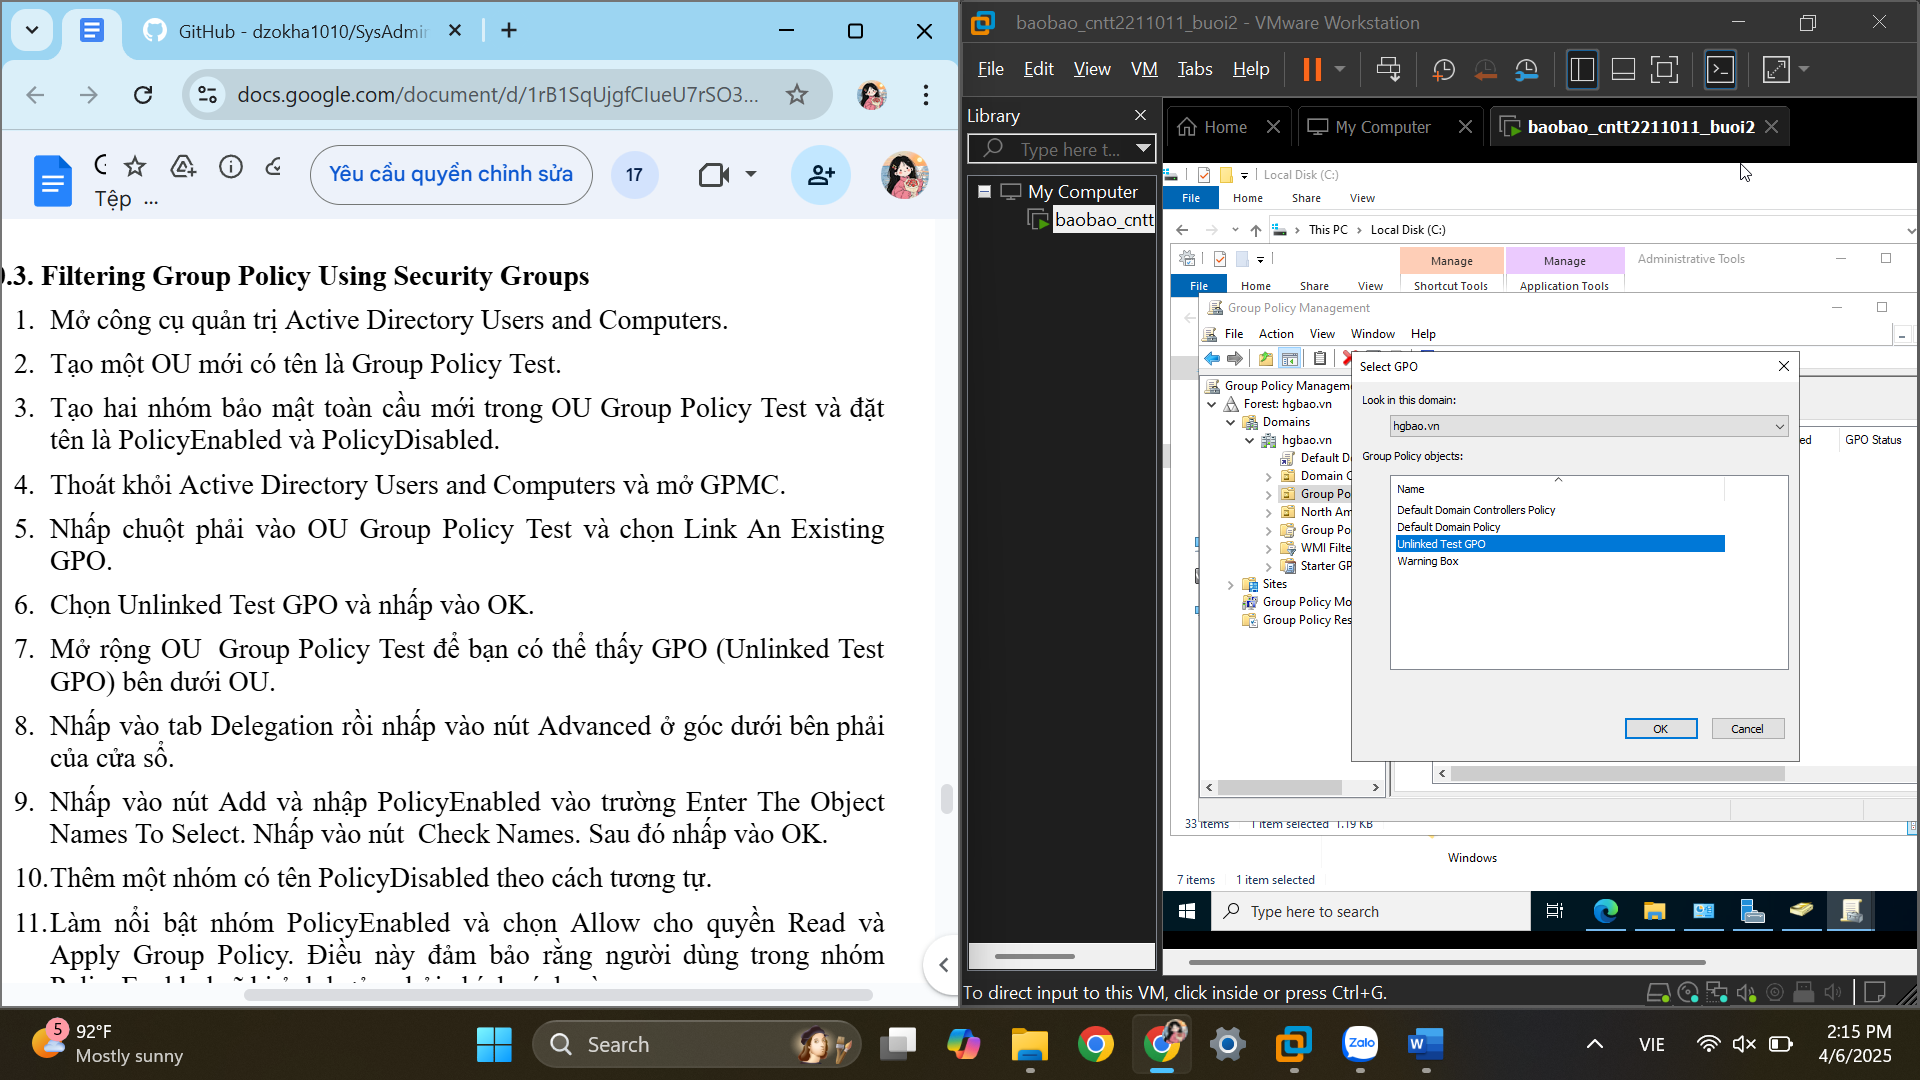 GitHub - dzokha1010/SysAdmir
docs.google.com/document/d/1rB1SqUjgfCIueU7rSO3...
Yêu cầu quyền chỉnh sửa
17
Tệp ...
.3. Filtering Group Policy Using Security Groups
1. Mở công cụ quản trị Active Directory Users and Computers.
2. Tạo một OU mới có tên là Group Policy Test.
3. Tạo hai nhóm bảo mật toàn cầu mới trong OU Group Policy Test và đặt
tên là PolicyEnabled và PolicyDisabled.
4. Thoát khỏi Active Directory Users and Computers và mở GPMC.
5. Nhấp chuột phải vào OU Group Policy Test và chọn Link An Existing
GPO.
6. Chọn Unlinked Test GPO và nhấp vào OK.
7. Mở rộng OU Group Policy Test để bạn có thể thấy GPO (Unlinked Test
GPO) bên dưới OU.
8. Nhấp vào tab Delegation rồi nhấp vào nút Advanced ở góc dưới bên phải
của cửa sổ.
9. Nhấp vào nút Add và nhập PolicyEnabled vào trường Enter The Object
Names To Select. Nhấp vào nút Check Names. Sau đó nhấp vào OK.
10. Thêm một nhóm có tên PolicyDisabled theo cách tương tự.
11. Làm nổi bật nhóm PolicyEnabled và chọn Allow cho quyền Read và
Apply Group Policy. Điều này đảm bảo rằng người dùng trong nhóm
baobao_cntt2211011_buoi2 - VMware Workstation
File Edit View VM Tabs Help
Library
Type here t...
My Computer
baobao_cntt
Home
My Computer
baobao_cntt2211011_buoi2
Local Disk (C:)
File Home Share View
This PC > Local Disk (C:)
Manage Manage Administrative Tools
File Home Share View Shortcut Tools Application Tools
Group Policy Management
File Action View Window Help
Group Policy Managem
Forest: hgbao.vn
Domains
hgbao.vn
Default D
Domain C
Group Po
North Am
Group Po
WMI Filte
Starter GP
Sites
Group Policy Mo
Group Policy Res
Select GPO
Look in this domain:
hgbao.vn
Group Policy objects:
Name
Default Domain Controllers Policy
Default Domain Policy
Unlinked Test GPO
Warning Box
OK Cancel
ed GPO Status
33 items 1 item selected 1.19 KB
Windows
7 items 1 item selected
Type here to search
To direct input to this VM, click inside or press Ctrl+G.
5
92°F
Mostly sunny
Search
Zalo
VIE
2:15 PM
4/6/2025